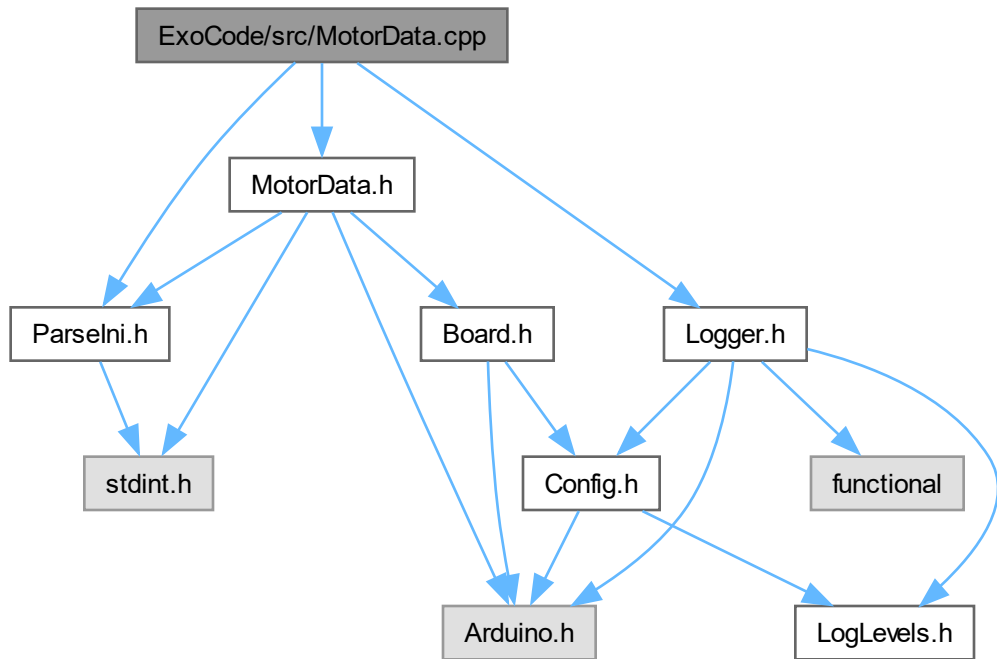 ExoCode/src/MotorData.cpp
MotorData.h
ParseIni.h
Board.h
Logger.h
stdint.h
Config.h
functional
Arduino.h
LogLevels.h